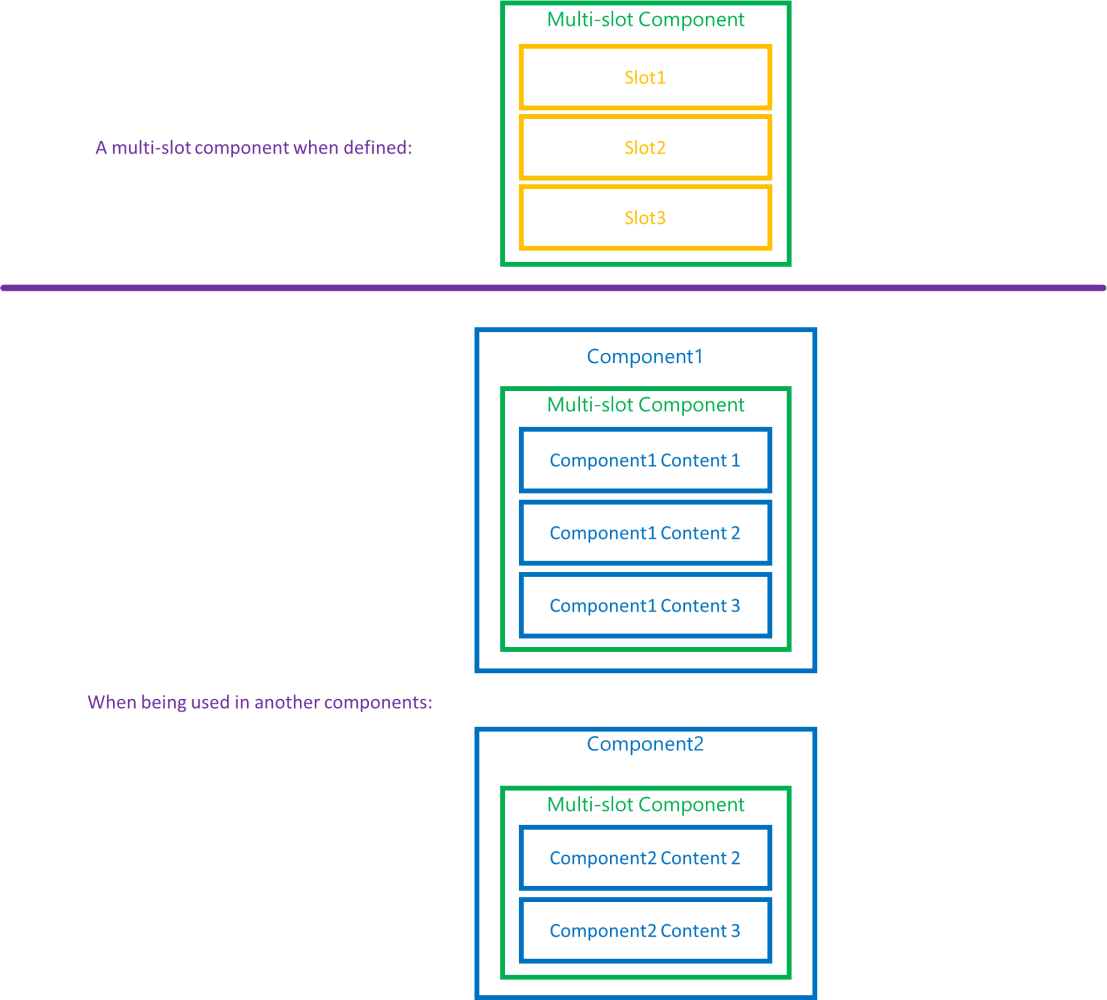 Multi-slot Component
Slot1
A multi-slot component when defined:
Slot2
Slot3
Component1
Multi-slot Component
Component1 Content 1
Component1 Content 2
Component1 Content 3
When being used in another components:
Component2
Multi-slot Component
Component2 Content 2
Component2 Content 3